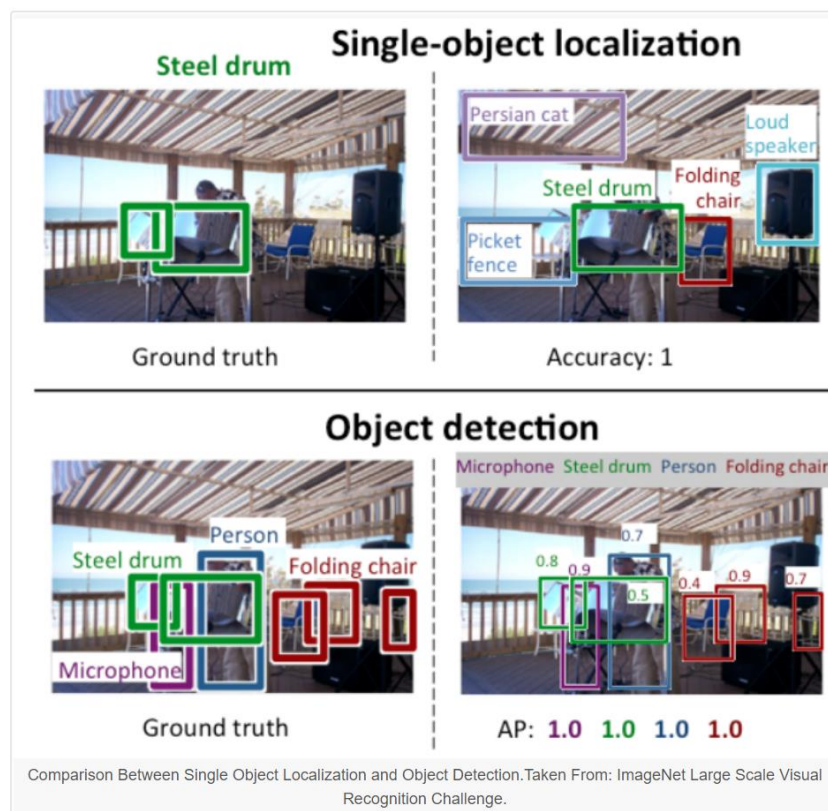 Single-object localization
Steel drum
Persian cat
Loud
speaker
Steel drum
Folding
chair
Picket
fence
Ground truth
Accuracy: 1
Object detection
Microphone Steel drum Person Folding chair
Person
0.7
Steel drum
Folding chair
0.8
0.9
0.4
0.9
0.7
0.5
Microphone
Ground truth
AP: 1.0 1.0 1.0 1.0
Comparison Between Single Object Localization and Object Detection.Taken From: ImageNet Large Scale Visual
Recognition Challenge.